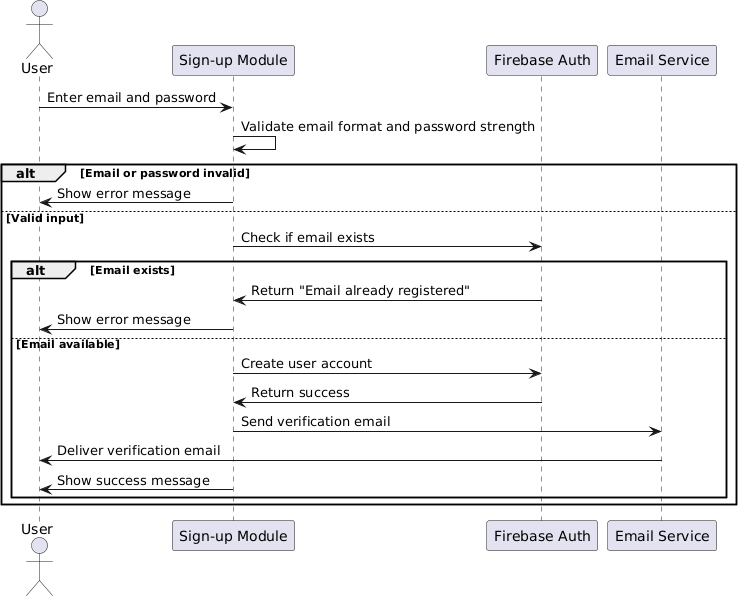 User
Sign-up Module
Firebase Auth
Email Service
Enter email and password
Validate email format and password strength
alt
[Email or password invalid]
Show error message
[Valid input]
Check if email exists
alt
[Email exists]
Return "Email already registered"
Show error message
[Email available]
Create user account
Return success
Send verification email
Deliver verification email
Show success message
User
Sign-up Module
Firebase Auth
Email Service